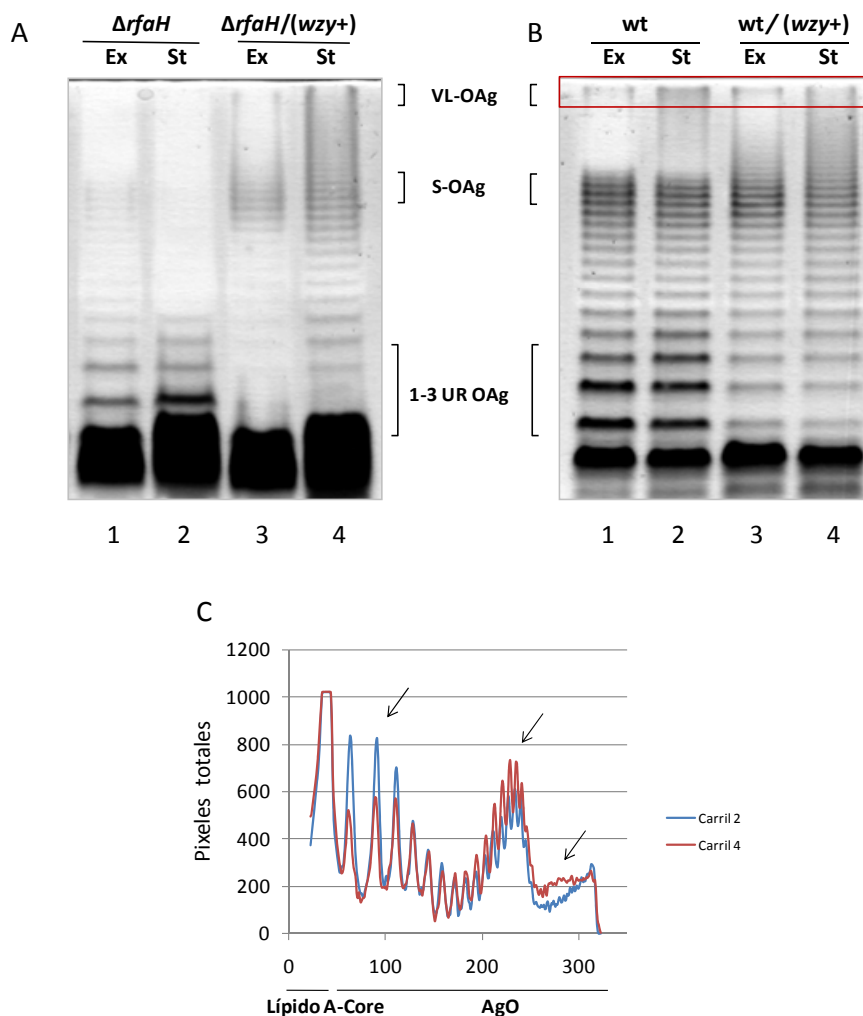 A
ΔrfaH
ΔrfaH/(wzy+)
Ex St Ex St
B
wt
wt/ (wzy+)
Ex St Ex St
VL-OAg
S-OAg
1-3 UR OAg
1 2 3 4
1 2 3 4
C
1200
1000
800
600
400
200
0
Pixeles totales
0 100 200 300
Lípido A-Core AgO
Carril 2
Carril 4